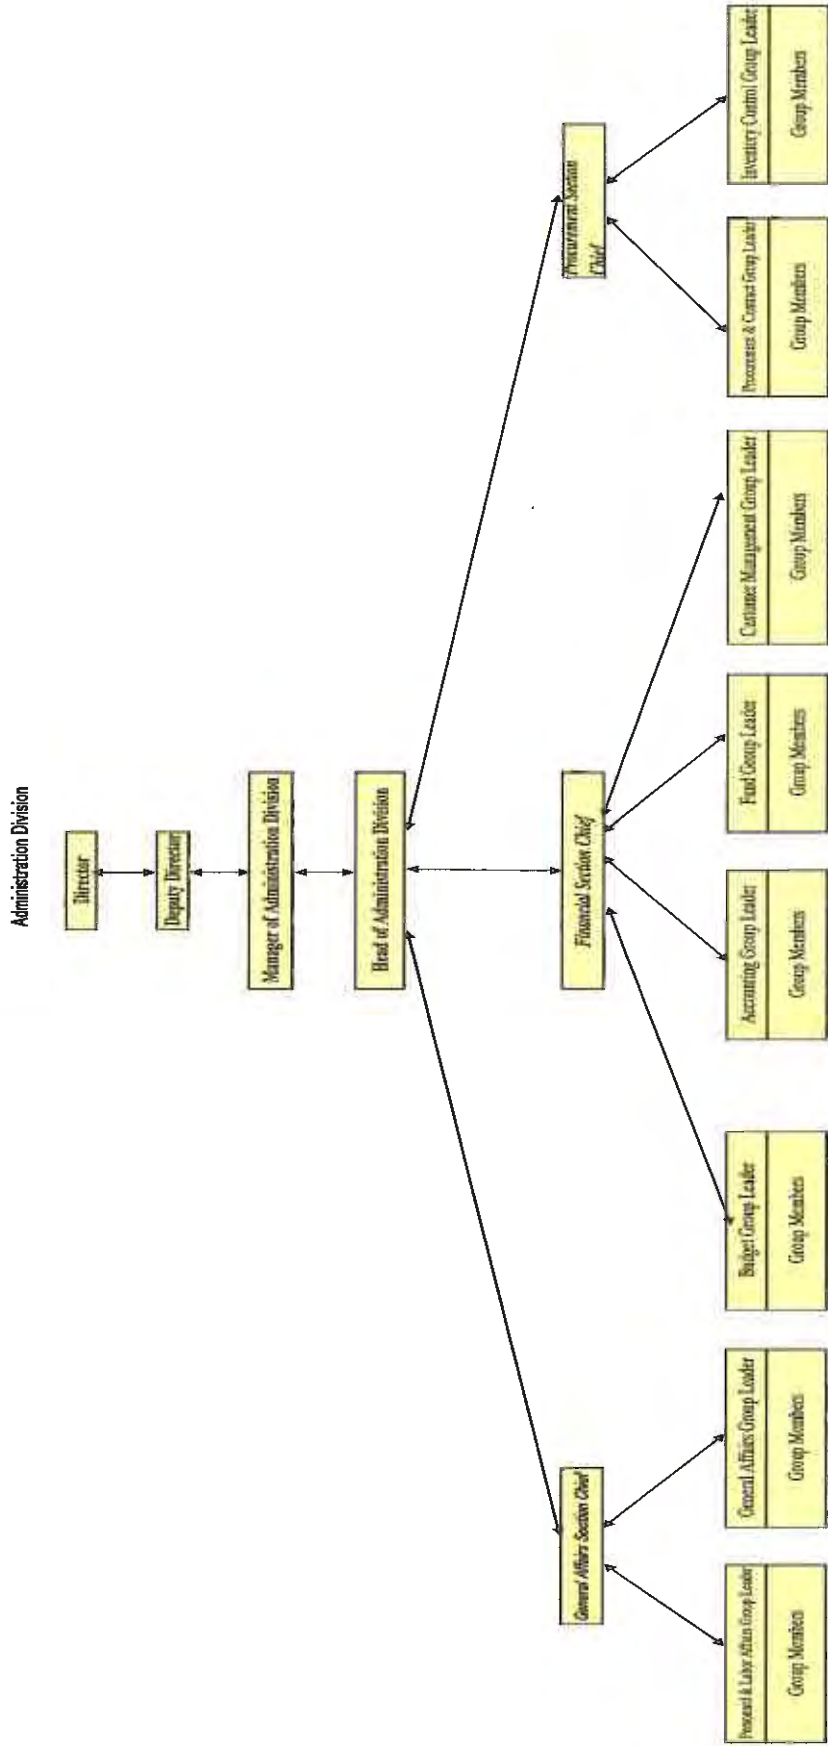 Administration Division
Director
Deputy Director
Manager of Administration Division
Head of Administration Division
General Affairs Section Chief
Financial Section Chief
Procurement Section
Chief
Personnel & Labor Affairs Group Leader
Group Members
General Affairs Group Leader
Group Members
Budget Group Leader
Group Members
Accounting Group Leader
Group Members
Fund Group Leader
Group Members
Customer Management Group Leader
Group Members
Procurement & Contract Group Leader
Group Members
Inventory Control Group Leader
Group Members